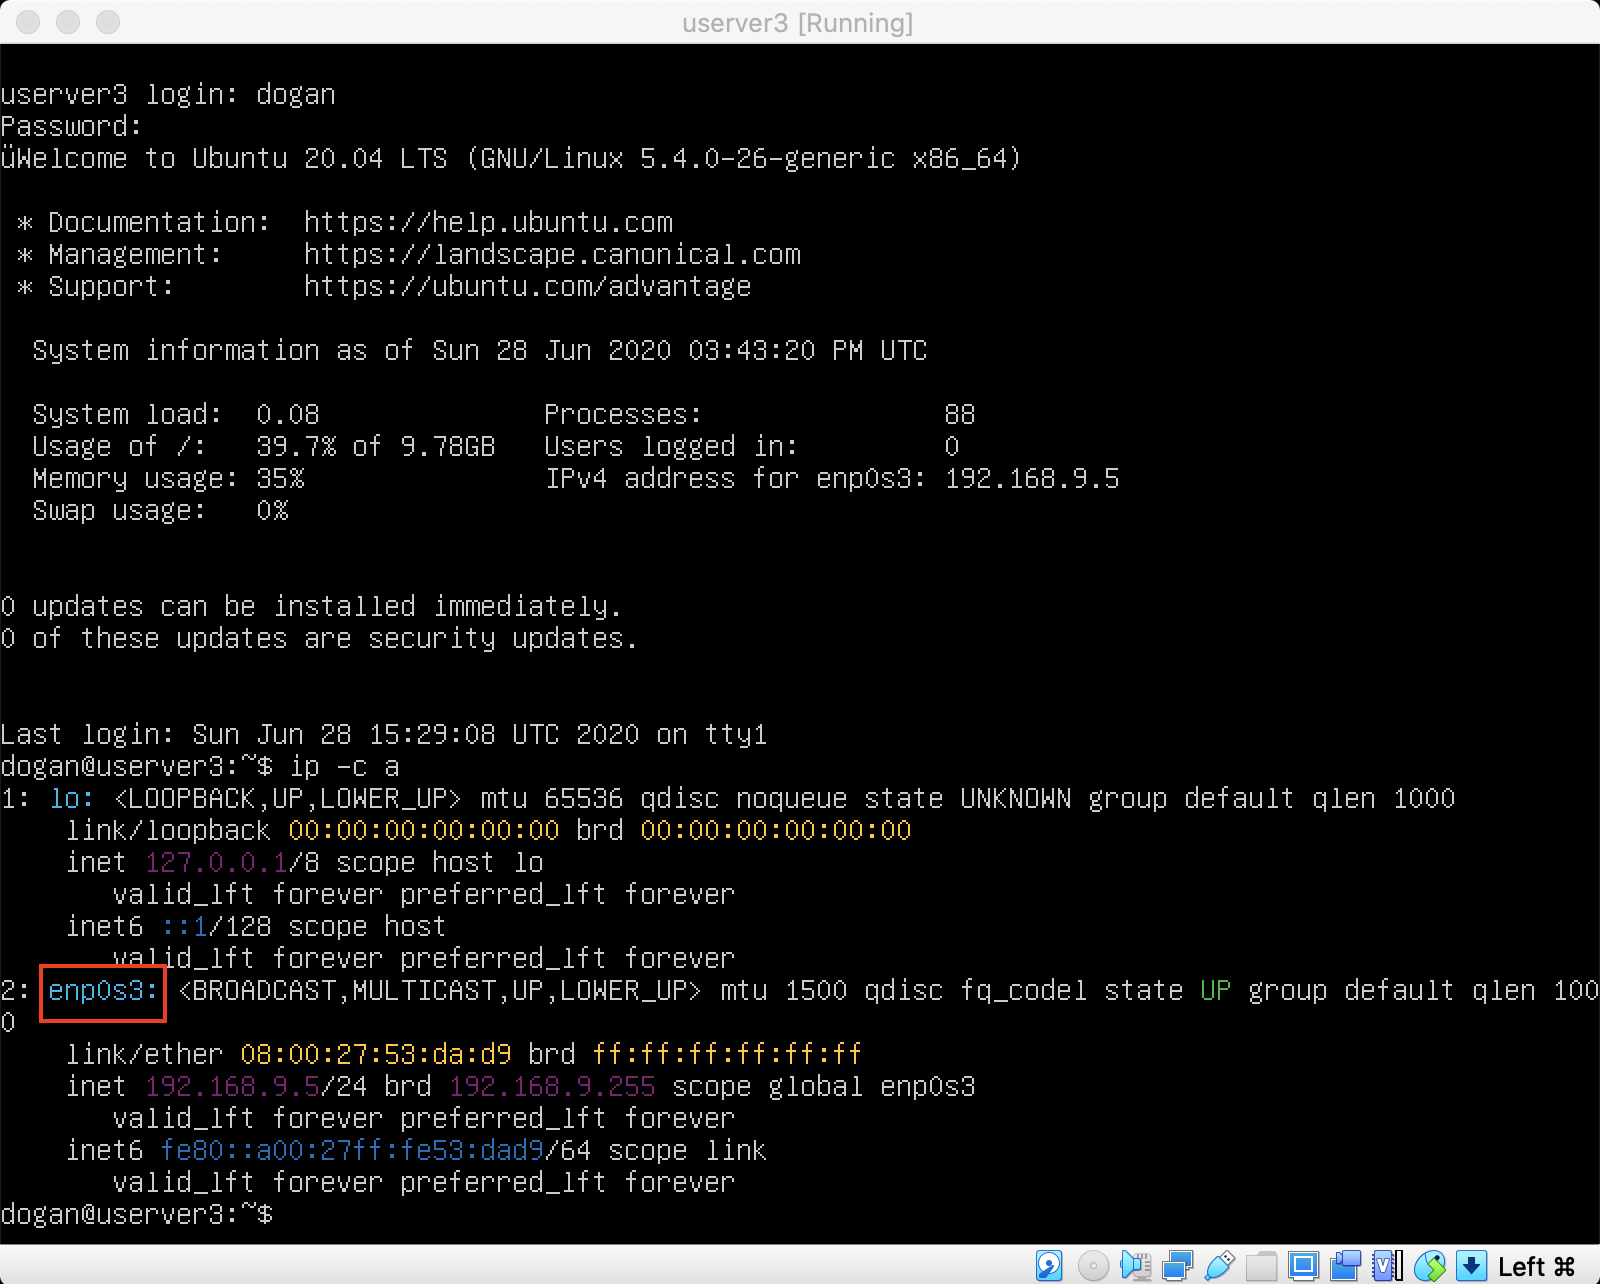 userver3 [Running]
userver3 login: dogan
Password:
üWelcome to Ubuntu 20.04 LTS (GNU/Linux 5.4.0-26-generic x86_64)
 * Documentation:  https://help.ubuntu.com
 * Management:     https://landscape.canonical.com
 * Support:        https://ubuntu.com/advantage
  System information as of Sun 28 Jun 2020 03:43:20 PM UTC
  System load:  0.08              Processes:               88
  Usage of /:   39.7% of 9.78GB   Users logged in:         0
  Memory usage: 35%               IPv4 address for enp0s3: 192.168.9.5
  Swap usage:   0%
0 updates can be installed immediately.
0 of these updates are security updates.
Last login: Sun Jun 28 15:29:08 UTC 2020 on tty1
dogan@userver3:~$ ip -c a
1: lo: <LOOPBACK,UP,LOWER_UP> mtu 65536 qdisc noqueue state UNKNOWN group default qlen 1000
    link/loopback 00:00:00:00:00:00 brd 00:00:00:00:00:00
    inet 127.0.0.1/8 scope host lo
       valid_lft forever preferred_lft forever
    inet6 ::1/128 scope host
       valid_lft forever preferred_lft forever
2: enp0s3: <BROADCAST,MULTICAST,UP,LOWER_UP> mtu 1500 qdisc fq_codel state UP group default qlen 100
0
    link/ether 08:00:27:53:da:d9 brd ff:ff:ff:ff:ff:ff
    inet 192.168.9.5/24 brd 192.168.9.255 scope global enp0s3
       valid_lft forever preferred_lft forever
    inet6 fe80::a00:27ff:fe53:dad9/64 scope link
       valid_lft forever preferred_lft forever
dogan@userver3:~$
Left ⌘